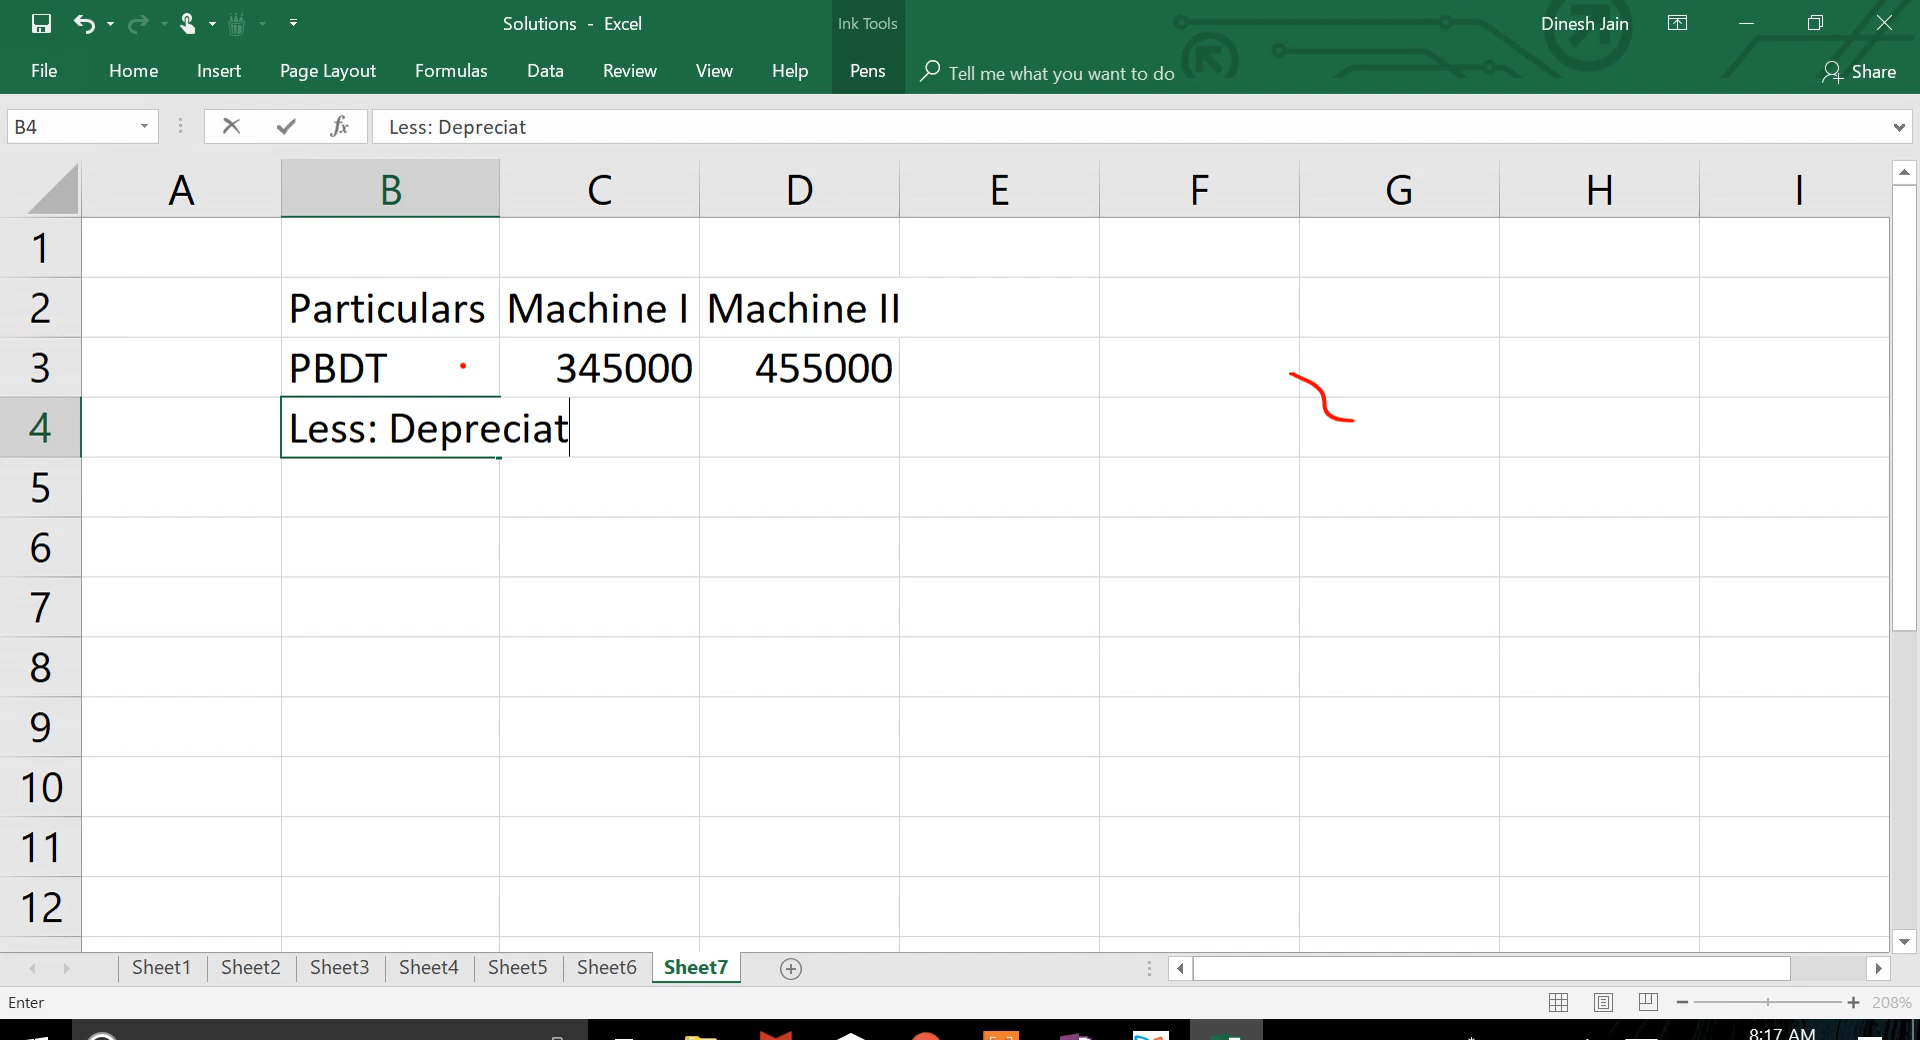 Solutions - Excel
Ink Tools
Dinesh Jain
File Home Insert Page Layout Formulas Data Review View Help Pens Tell me what you want to do Share
B4 fx Less: Depreciat
A B C D E F G H I
1
2 Particulars Machine I Machine II
3 PBDT 345000 455000
4 Less: Depreciat
5
6
7
8
9
10
11
12
Sheet1 Sheet2 Sheet3 Sheet4 Sheet5 Sheet6 Sheet7
Enter 208%
8:17 AM